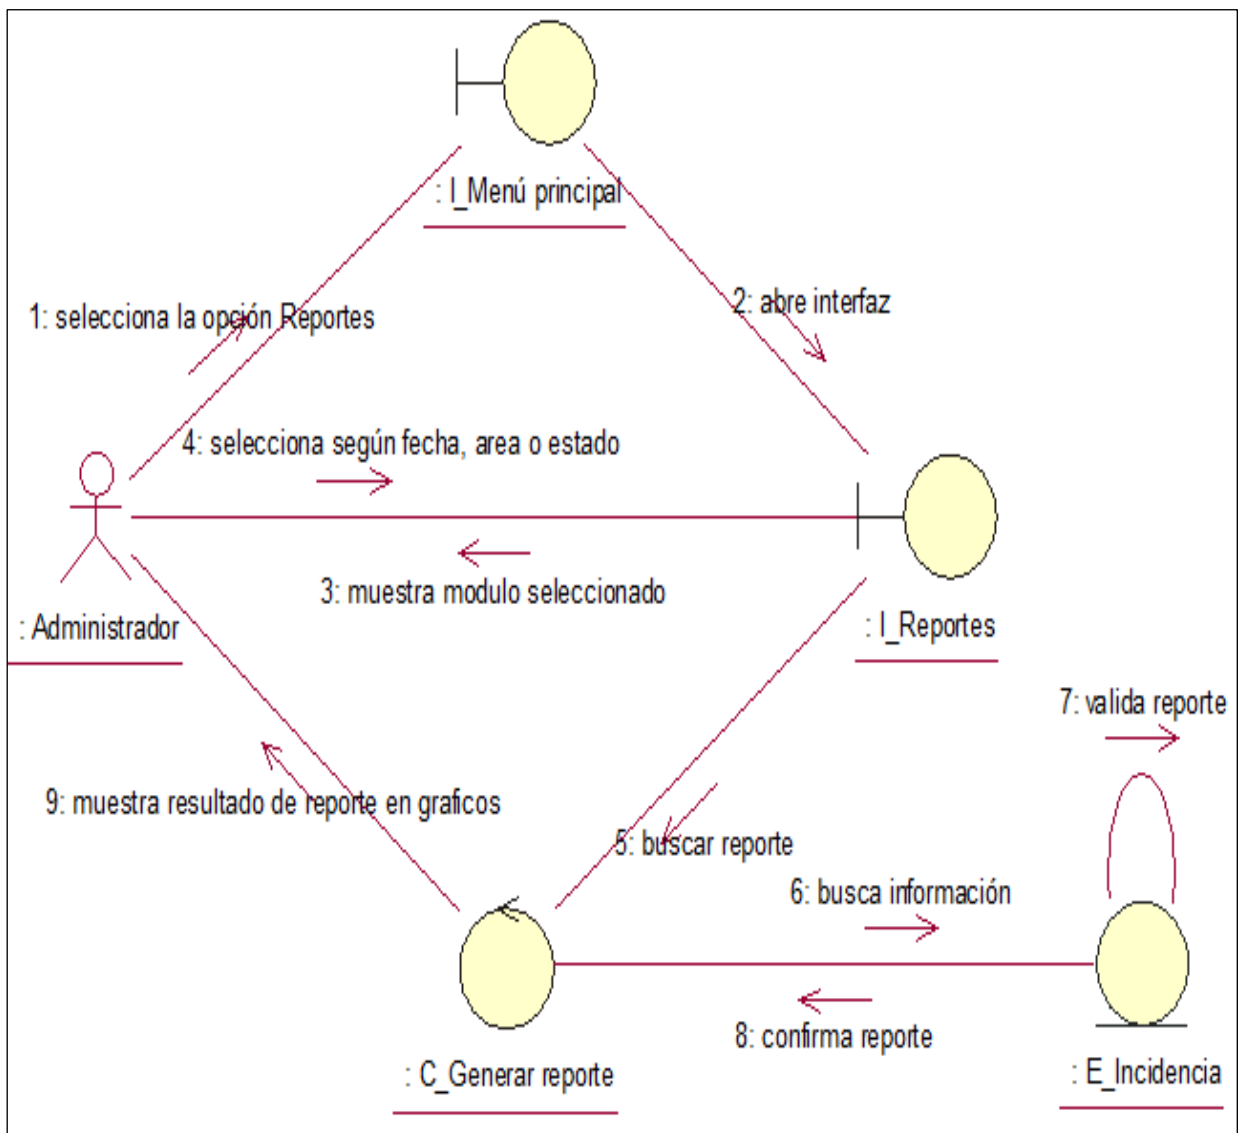 : I_Menú principal
1: selecciona la opción Reportes
2: abre interfaz
4: selecciona según fecha, area o estado
3: muestra modulo seleccionado
: Administrador
: I_Reportes
7: valida reporte
9: muestra resultado de reporte en graficos
5: buscar reporte
6: busca información
8: confirma reporte
: C_Generar reporte
: E_Incidencia